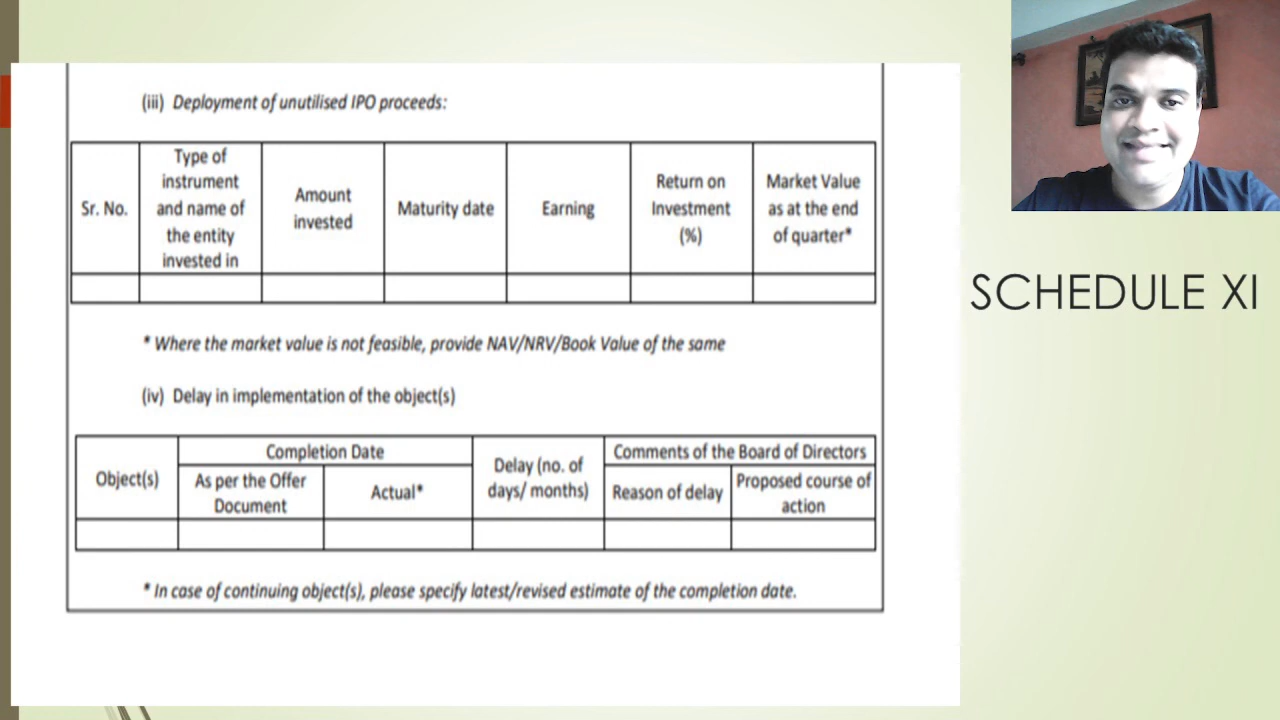 (iii) Deployment of unutilised IPO proceeds:
Sr. No.
Type of
instrument
and name of
the entity
invested in
Amount
invested
Maturity date
Earning
Return on
Investment
(%)
Market Value
as at the end
of quarter*
* Where the market value is not feasible, provide NAV/NRV/Book Value of the same
(iv) Delay in implementation of the object(s)
Object(s)
Completion Date
As per the Offer
Document
Actual*
Delay (no. of
days/ months)
Comments of the Board of Directors
Reason of delay
Proposed course of
action
* In case of continuing object(s), please specify latest/revised estimate of the completion date.
SCHEDULE XI